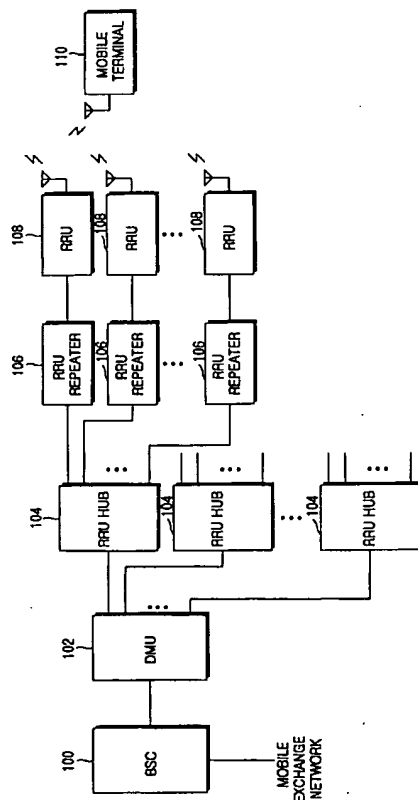 100
BSC
MOBILE
EXCHANGE
NETWORK
102
DMU
104
RRU HUB
104
RRU HUB
104
RRU HUB
106
RRU
REPEATER
106
RRU
REPEATER
106
RRU
REPEATER
108
RRU
108
RRU
108
RRU
110
MOBILE
TERMINAL